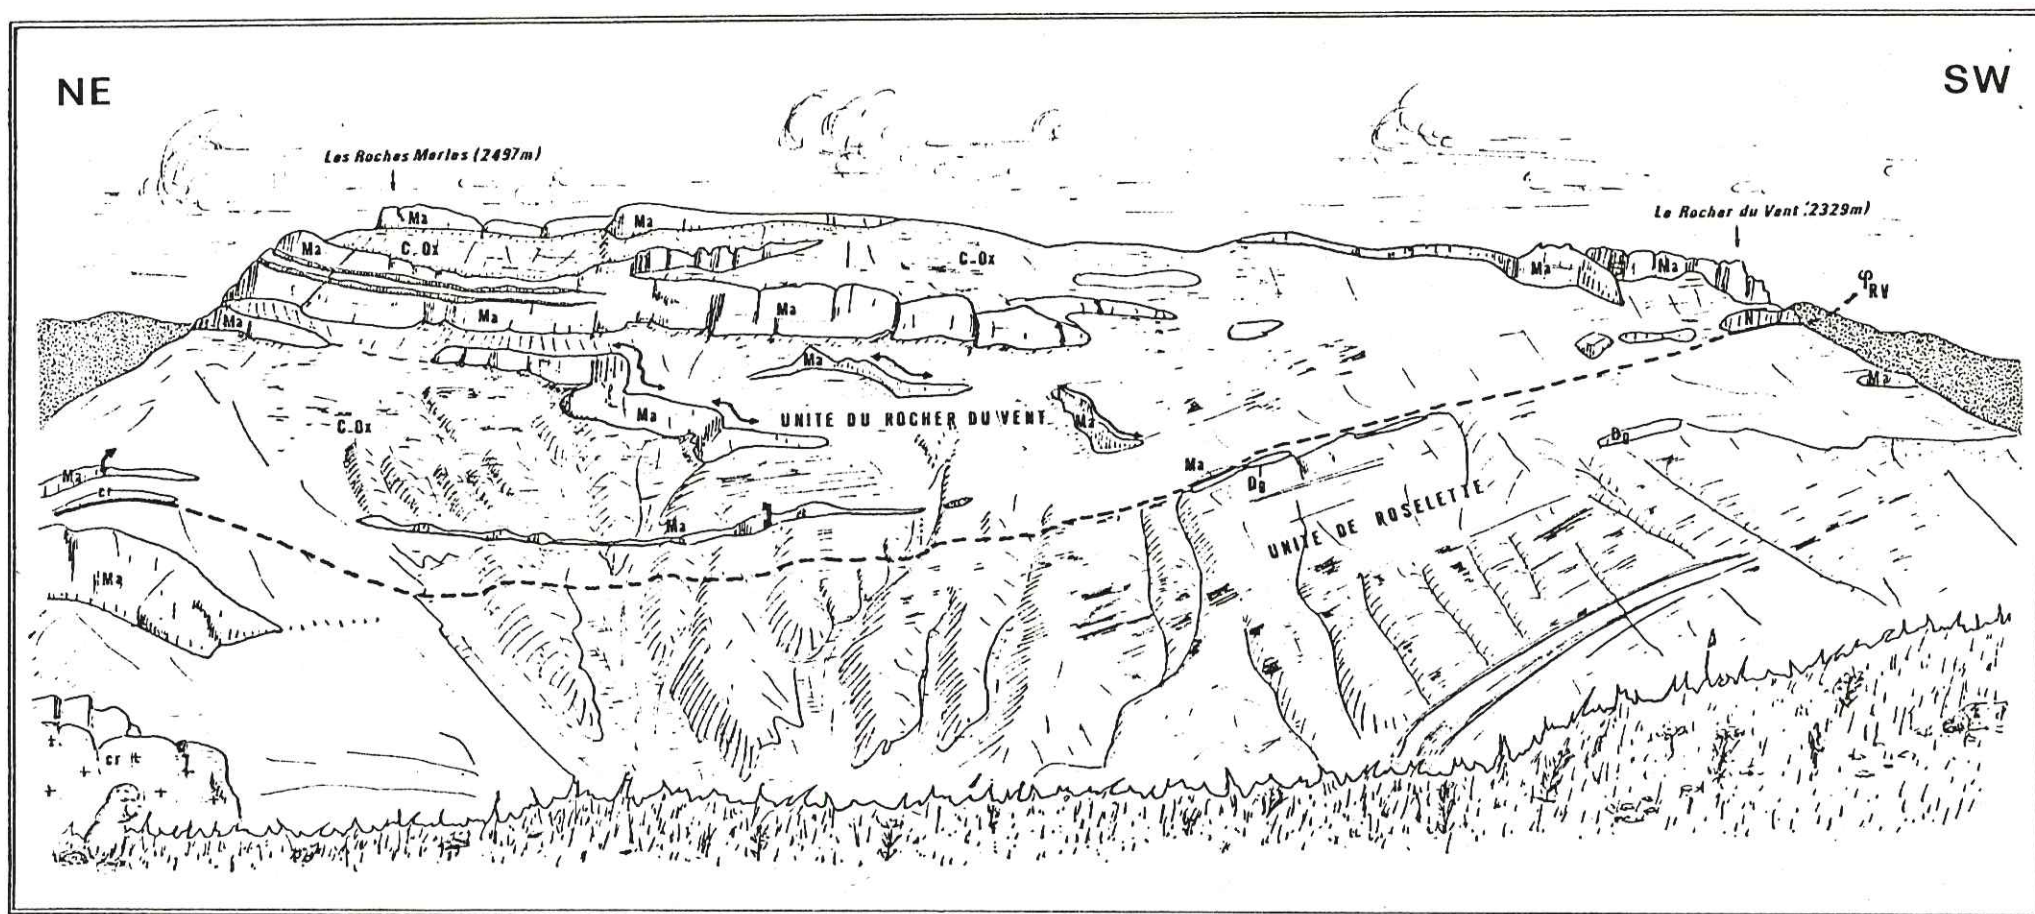 NE
SW
Les Roches Merles (2497m)
Le Rocher du Vent (2329m)
Ma
Ma
Ma
C-Ox
C-Ox
Ma
Ma
φRV
Ma
Ma
Ma
N
Ma
Ma
Ma
UNITE DU ROCHER DU VENT
Ma
C-Ox
Dg
Ma
Ma
Dg
cr
UNITE DE ROSELETTE
Ma
Ma
cr